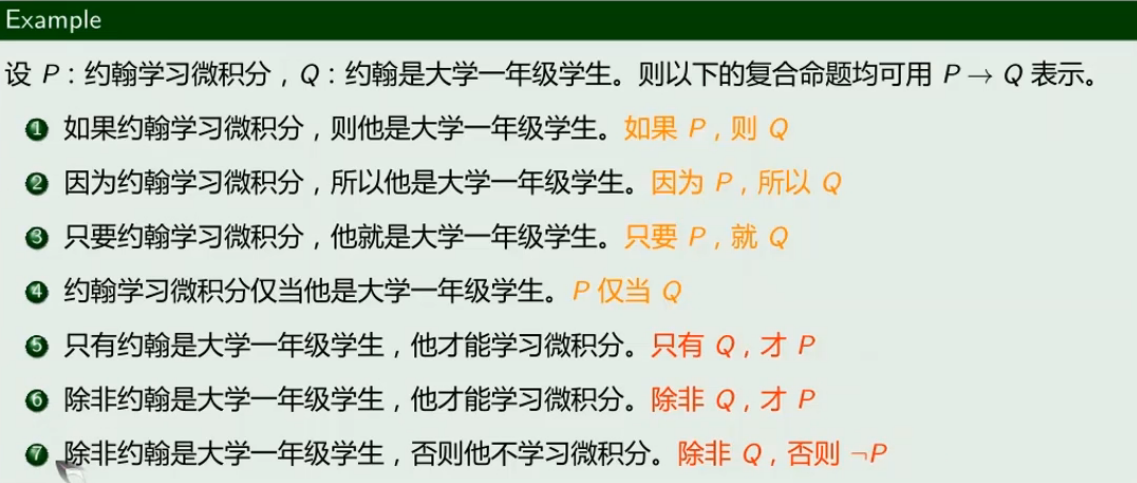 Example
设 P：约翰学习微积分，Q：约翰是大学一年级学生。则以下的复合命题均可用 P → Q 表示。
1 如果约翰学习微积分，则他是大学一年级学生。如果 P，则 Q
2 因为约翰学习微积分，所以他是大学一年级学生。因为 P，所以 Q
3 只要约翰学习微积分，他就是大学一年级学生。只要 P，就 Q
4 约翰学习微积分仅当他是大学一年级学生。P 仅当 Q
5 只有约翰是大学一年级学生，他才能学习微积分。只有 Q，才 P
6 除非约翰是大学一年级学生，他才能学习微积分。除非 Q，才 P
7 除非约翰是大学一年级学生，否则他不学习微积分。除非 Q，否则 ¬P